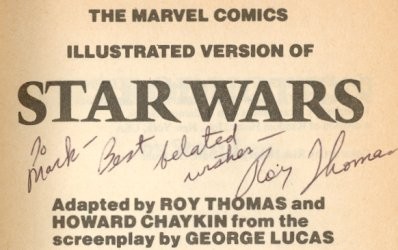 THE MARVEL COMICS
ILLUSTRATED VERSION OF
STAR WARS
To
Mark— Best belated
wishes—
Roy Thomas
Adapted by ROY THOMAS and
HOWARD CHAYKIN from the
screenplay by GEORGE LUCAS